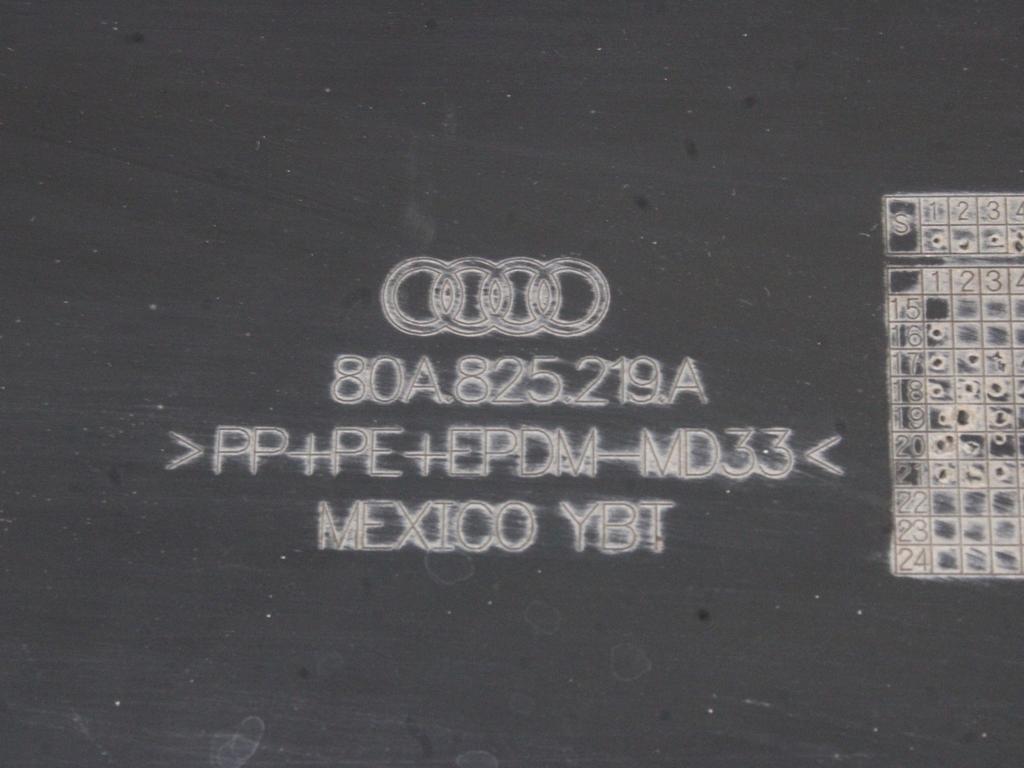 80A.825.219.A
>PP+PE+EPDM-MD33<
MEXICO YBT
S 1 2 3 4
1 2 3 4
15
16
17
18
19
20
21
22
23
24